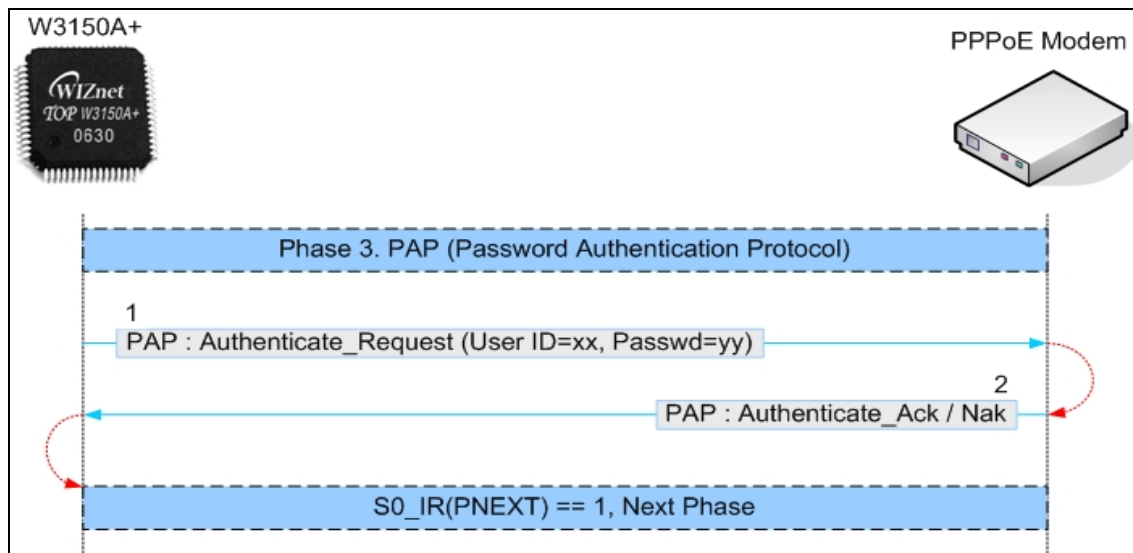 W3150A+
PPPoE Modem
WIZnet
TOP W3150A+
0630
Phase 3. PAP (Password Authentication Protocol)
1
PAP : Authenticate_Request (User ID=xx, Passwd=yy)
2
PAP : Authenticate_Ack / Nak
S0_IR(PNEXT) == 1, Next Phase